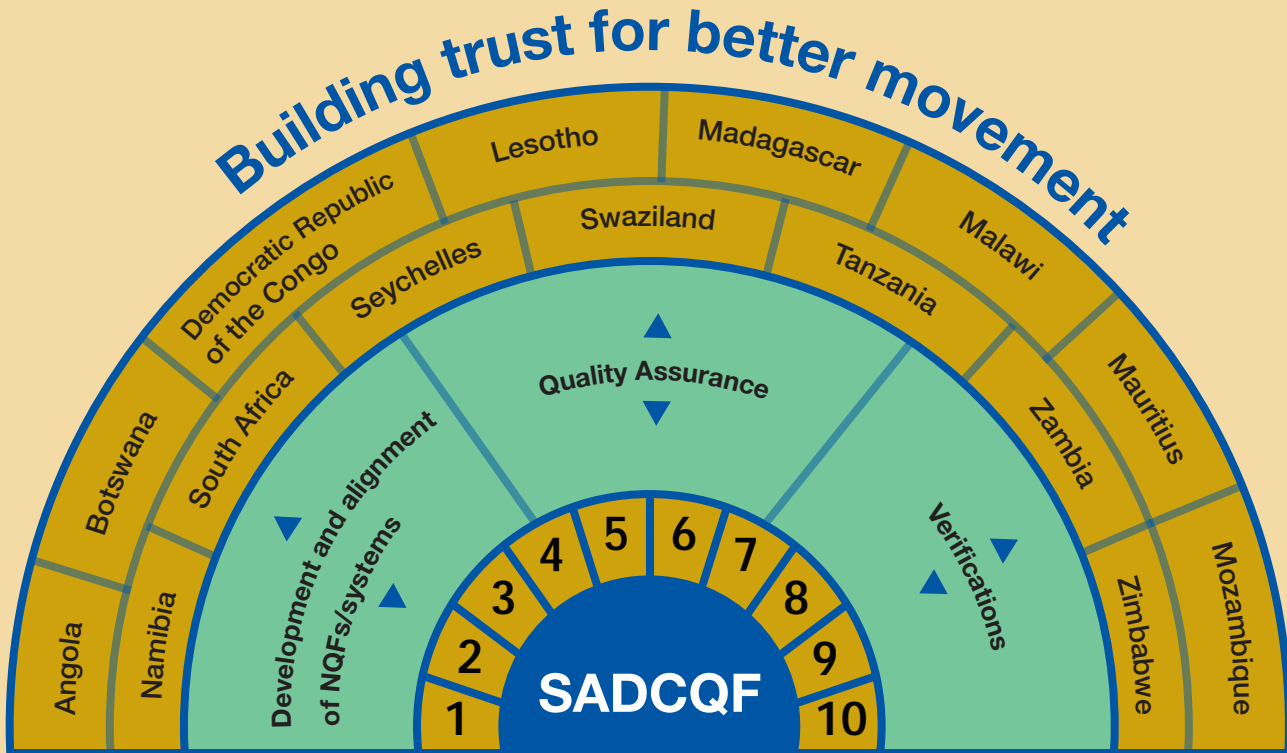 Building trust for better movement
Angola
Botswana
Democratic Republic
of the Congo
Lesotho
Madagascar
Malawi
Mauritius
Mozambique
Namibia
South Africa
Seychelles
Swaziland
Tanzania
Zambia
Zimbabwe
Development and alignment
of NQFs/systems
Quality Assurance
Verifications
1
2
3
4
5
6
7
8
9
10
SADCQF